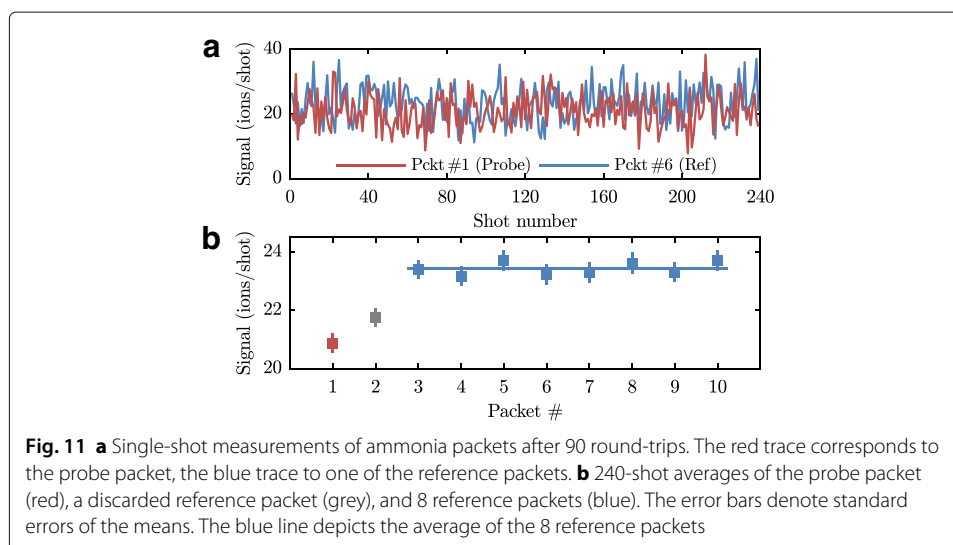 a
40
20
0
Signal (ions/shot)
Pckt #1 (Probe) Pckt #6 (Ref)
0 40 80 120 160 200 240
Shot number
b
24
22
20
Signal (ions/shot)
1 2 3 4 5 6 7 8 9 10
Packet #
Fig. 11 a Single-shot measurements of ammonia packets after 90 round-trips. The red trace corresponds to
the probe packet, the blue trace to one of the reference packets. b 240-shot averages of the probe packet
(red), a discarded reference packet (grey), and 8 reference packets (blue). The error bars denote standard
errors of the means. The blue line depicts the average of the 8 reference packets